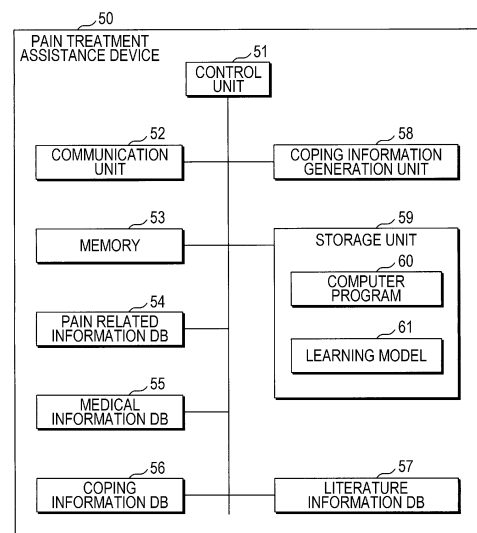 50
PAIN TREATMENT
ASSISTANCE DEVICE
51
CONTROL
UNIT
52
COMMUNICATION
UNIT
58
COPING INFORMATION
GENERATION UNIT
53
MEMORY
59
STORAGE UNIT
60
COMPUTER
PROGRAM
61
LEARNING MODEL
54
PAIN RELATED
INFORMATION DB
55
MEDICAL
INFORMATION DB
56
COPING
INFORMATION DB
57
LITERATURE
INFORMATION DB